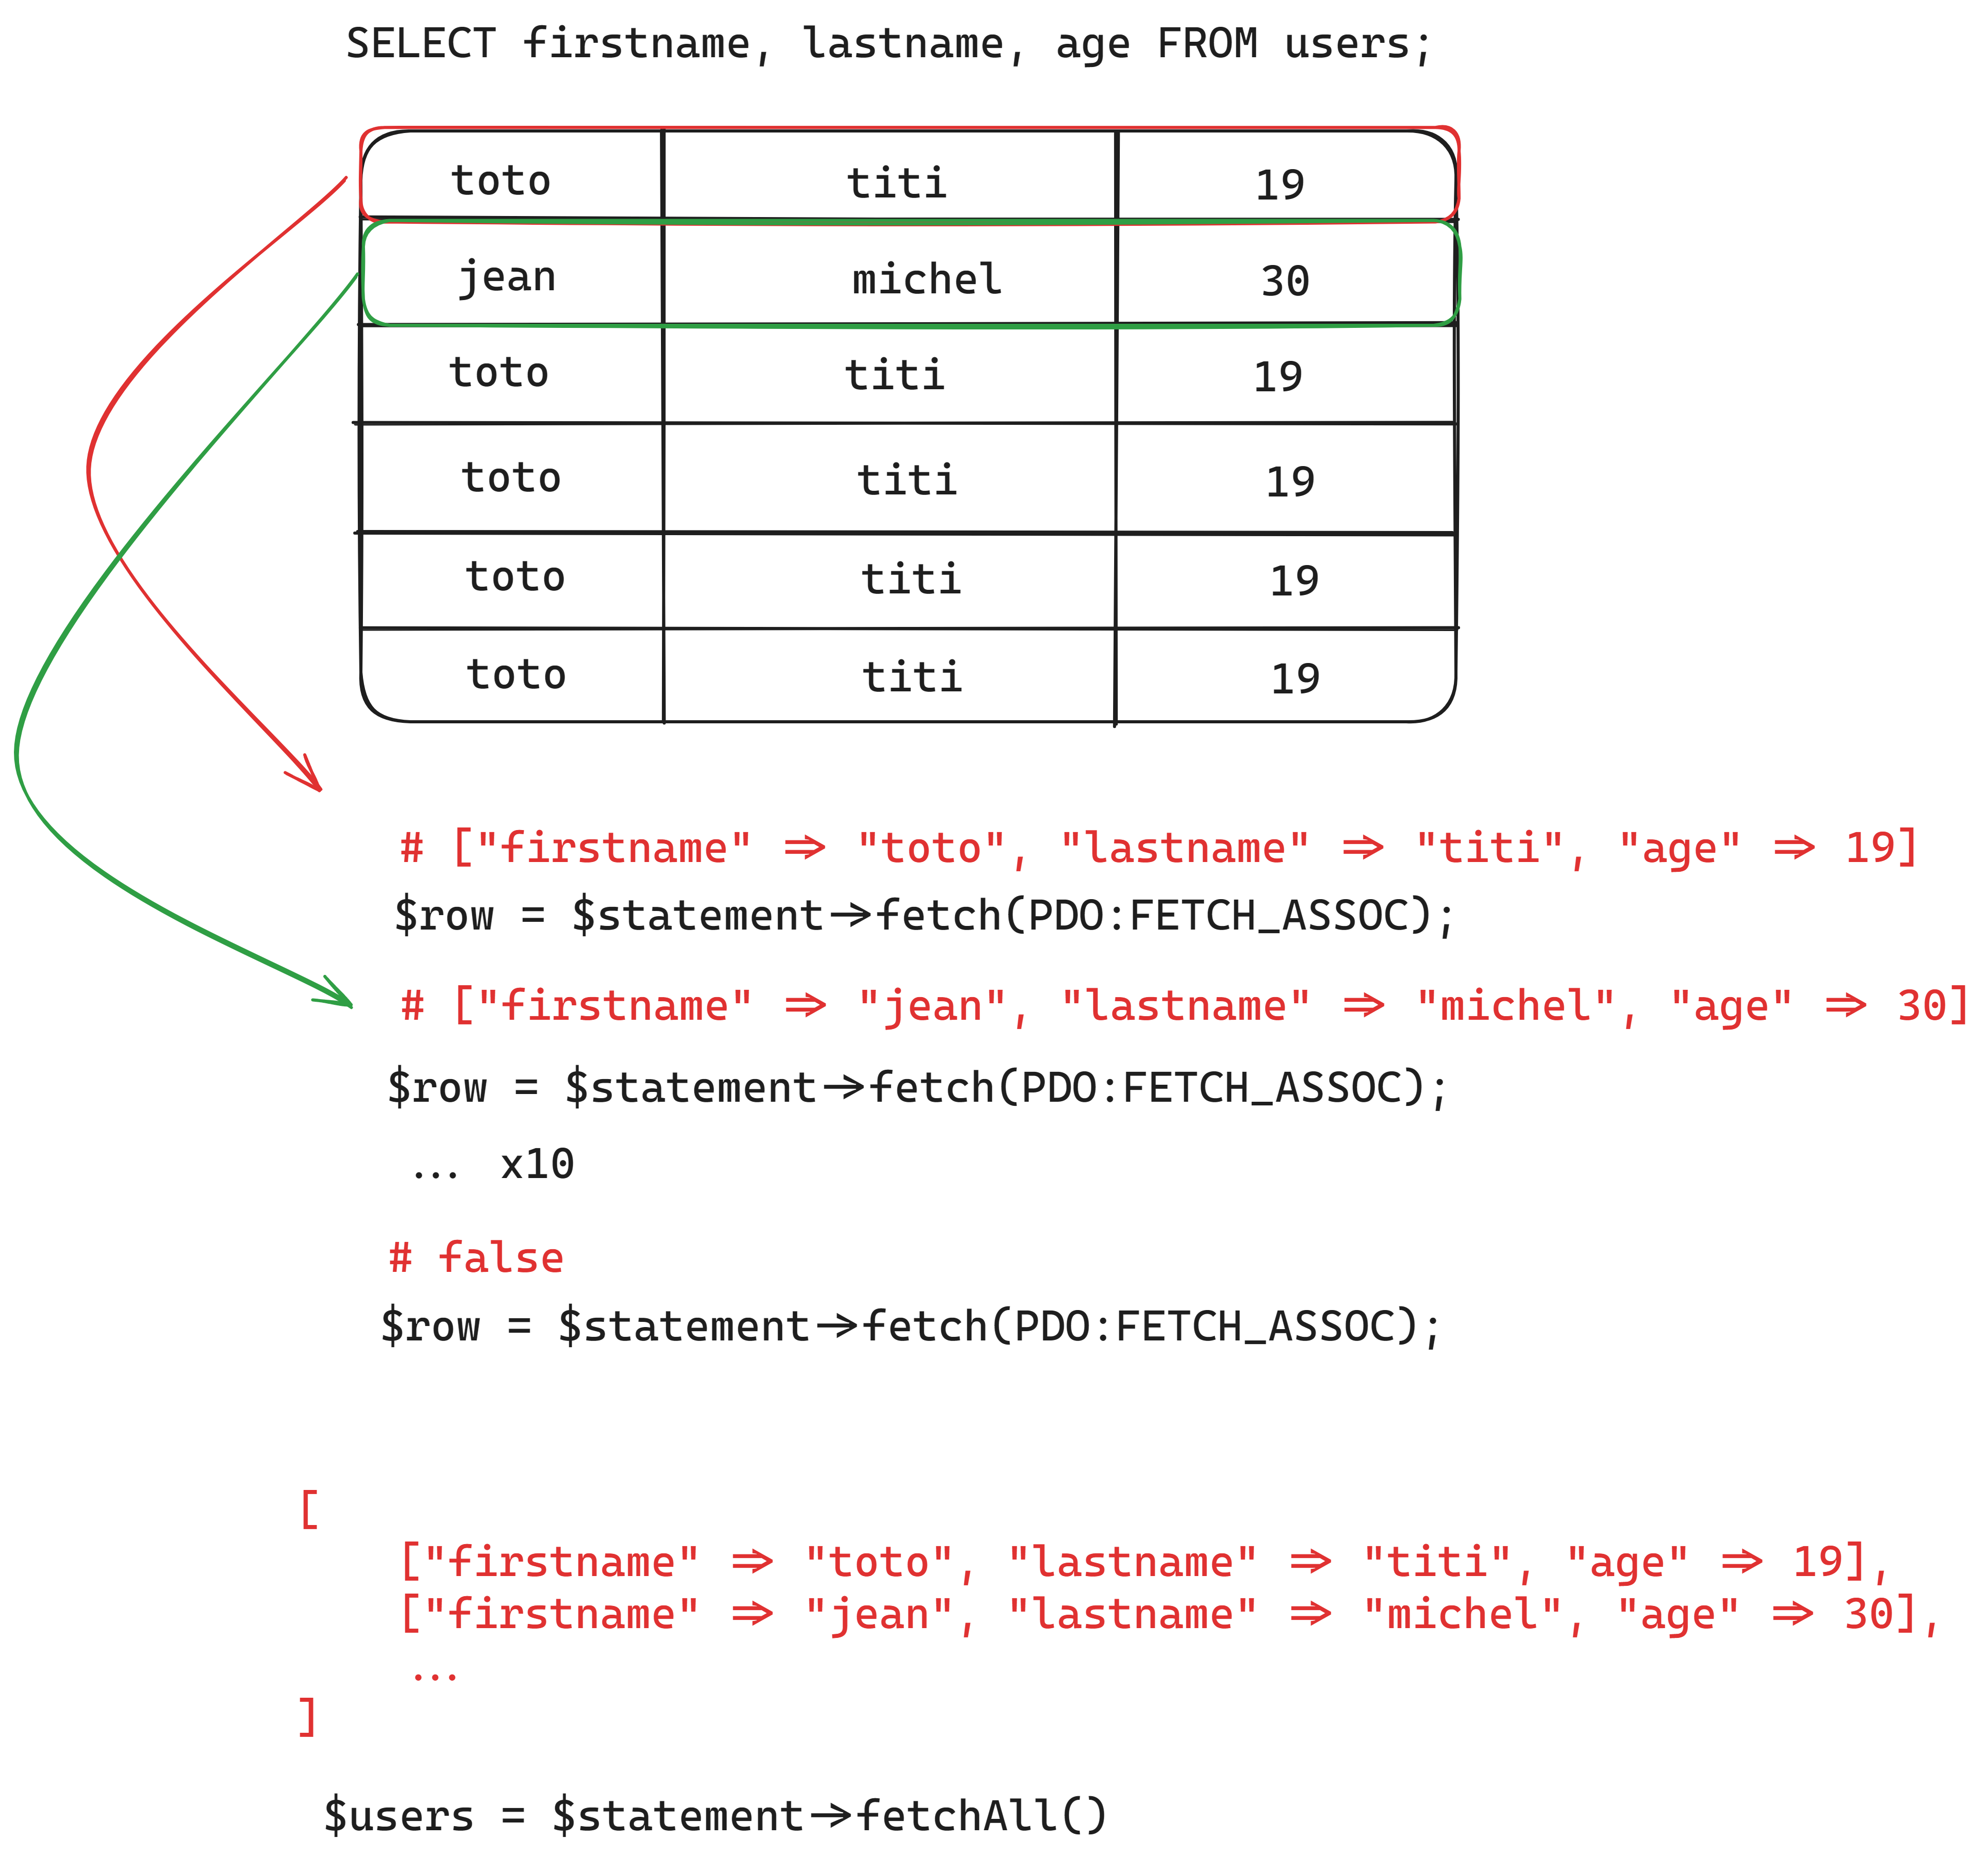 SELECT firstname, lastname, age FROM users;
toto titi 19
jean michel 30
toto titi 19
toto titi 19
toto titi 19
toto titi 19
# ["firstname" => "toto", "lastname" => "titi", "age" => 19]
$row = $statement->fetch(PDO:FETCH_ASSOC);
# ["firstname" => "jean", "lastname" => "michel", "age" => 30]
$row = $statement->fetch(PDO:FETCH_ASSOC);
... x10
# false
$row = $statement->fetch(PDO:FETCH_ASSOC);
[
["firstname" => "toto", "lastname" => "titi", "age" => 19],
["firstname" => "jean", "lastname" => "michel", "age" => 30],
...
]
$users = $statement->fetchAll()